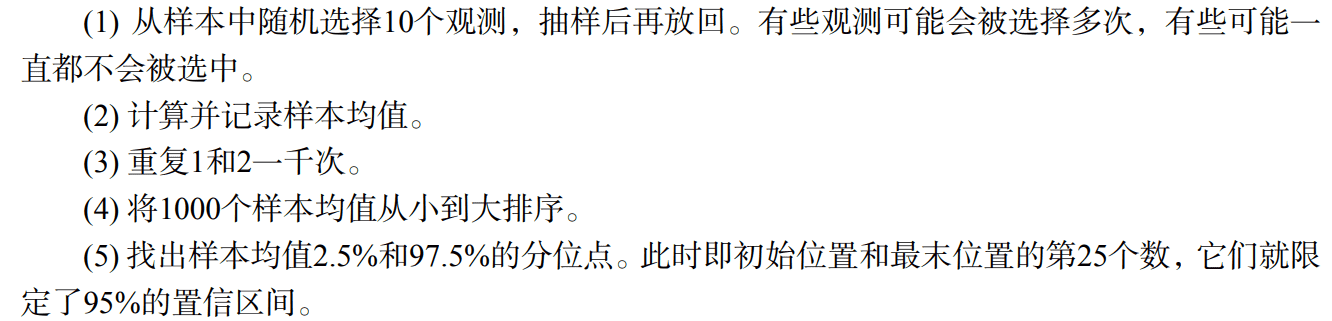 (1) 从样本中随机选择10个观测，抽样后再放回。有些观测可能会被选择多次，有些可能一
直都不会被选中。
(2) 计算并记录样本均值。
(3) 重复1和2一千次。
(4) 将1000个样本均值从小到大排序。
(5) 找出样本均值2.5%和97.5%的分位点。此时即初始位置和最末位置的第25个数，它们就限
定了95%的置信区间。